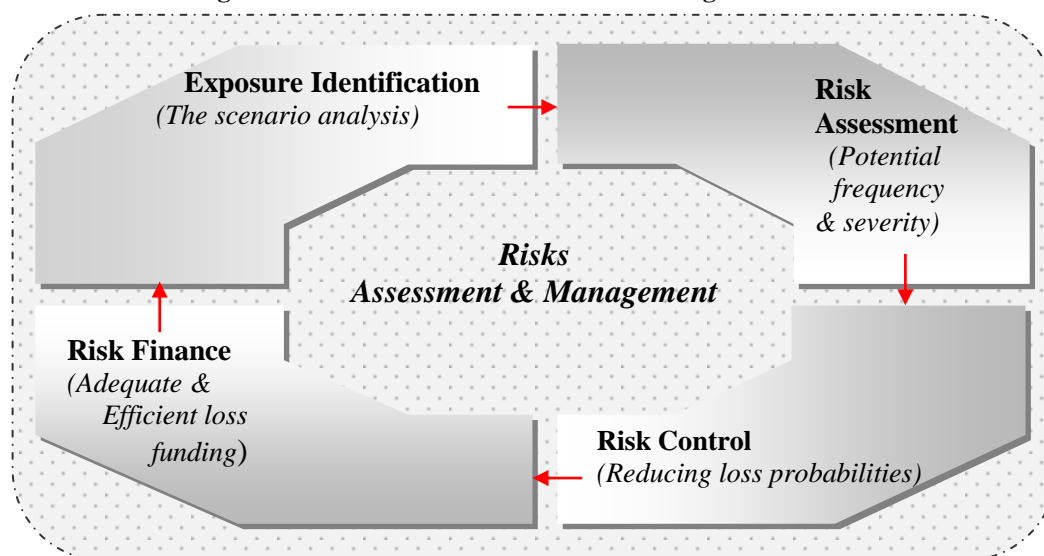 Exposure Identification
(The scenario analysis)
Risk
Assessment
(Potential
frequency
& severity)
Risks
Assessment & Management
Risk Finance
(Adequate &
Efficient loss
funding)
Risk Control
(Reducing loss probabilities)